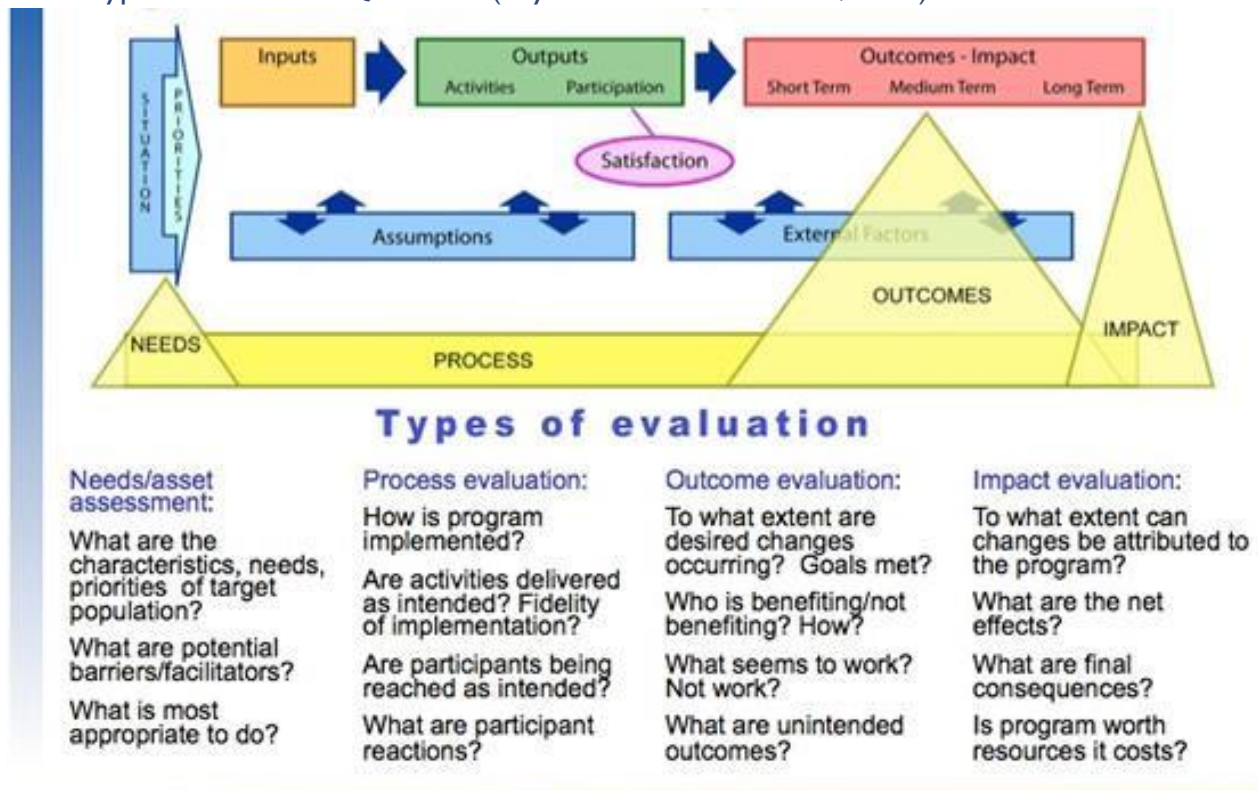 Inputs
Outputs
Activities Participation
Outcomes - Impact
Short Term Medium Term Long Term
SITUATION
PRIORITIES
Satisfaction
Assumptions
External Factors
NEEDS
PROCESS
OUTCOMES
IMPACT
Types of evaluation
Needs/asset
assessment:
What are the
characteristics, needs,
priorities of target
population?
What are potential
barriers/facilitators?
What is most
appropriate to do?
Process evaluation:
How is program
implemented?
Are activities delivered
as intended? Fidelity
of implementation?
Are participants being
reached as intended?
What are participant
reactions?
Outcome evaluation:
To what extent are
desired changes
occurring? Goals met?
Who is benefiting/not
benefiting? How?
What seems to work?
Not work?
What are unintended
outcomes?
Impact evaluation:
To what extent can
changes be attributed to
the program?
What are the net
effects?
What are final
consequences?
Is program worth
resources it costs?